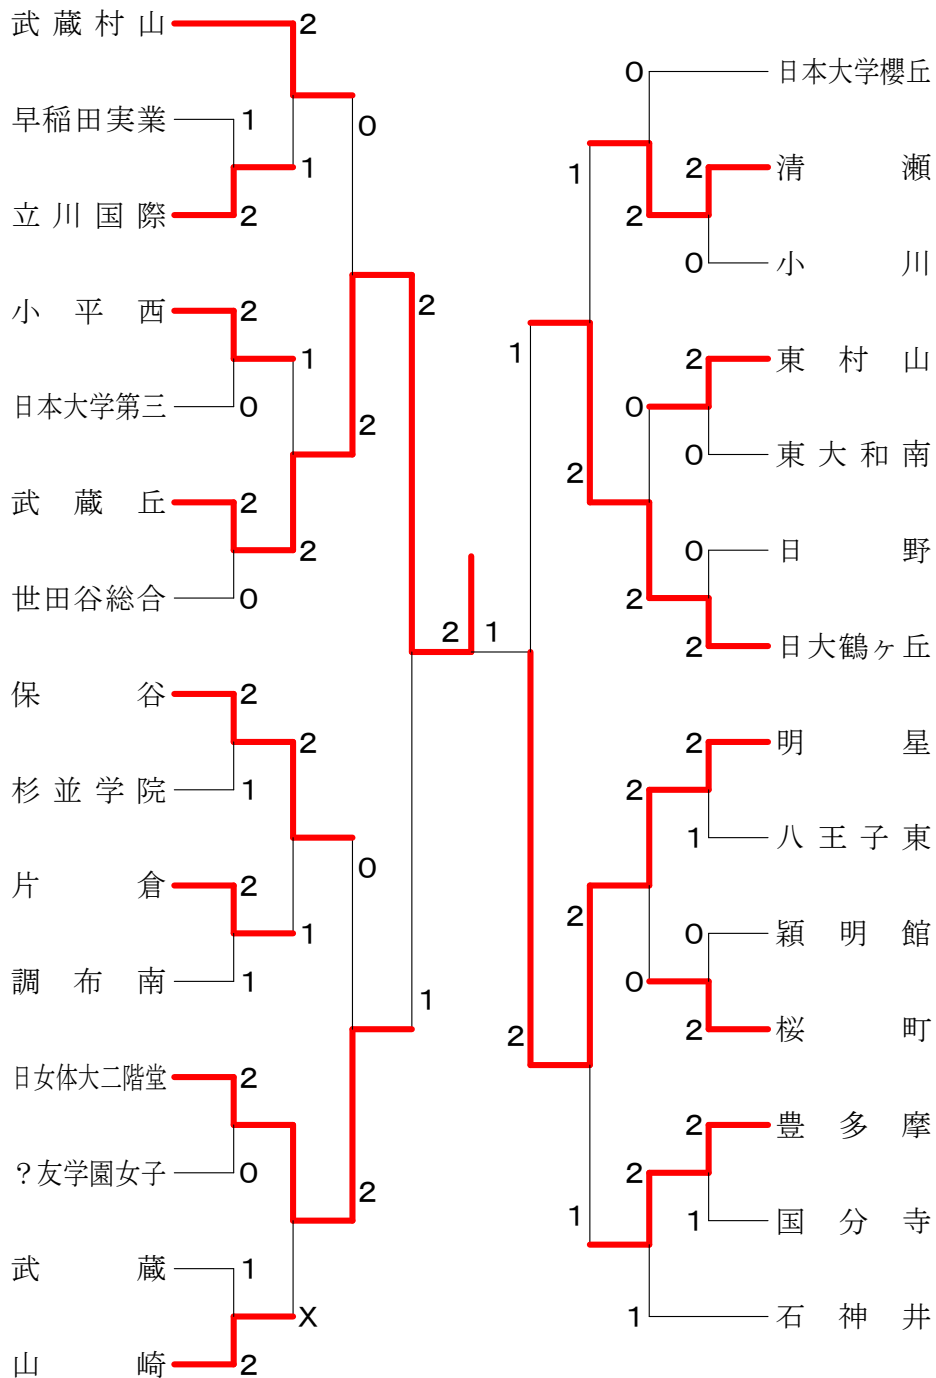 武蔵村山 2
早稲田実業 1
0
1
立川国際 2
小平西 2
2
1
日本大学第三 0
2
武蔵丘 2
2
世田谷総合 0
2
保谷 2
2
杉並学院 1
0
片倉 2
1
調布南 1
1
日女体大二階堂 2
?友学園女子 0
2
武蔵 1
X
山崎 2
0 日本大学櫻丘
1
2 清瀬
2
0 小川
1
2 東村山
0
0 東大和南
2
0 日野
2
1
2 日大鶴ヶ丘
2 明星
2
1 八王子東
2
0 穎明館
0
2 桜町
2
2 豊多摩
2
1
1 国分寺
1 石神井